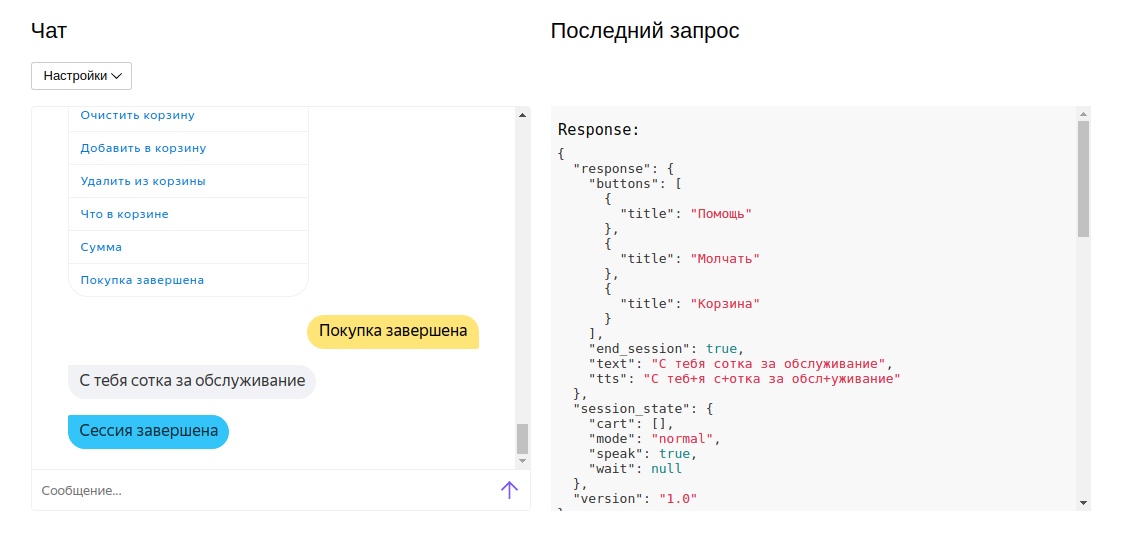 Чат
Настройки
Очистить корзину
Добавить в корзину
Удалить из корзины
Что в корзине
Сумма
Покупка завершена
Покупка завершена
С тебя сотка за обслуживание
Сессия завершена
Сообщение...
Последний запрос
Response:
{
"response": {
"buttons": [
{
"title": "Помощь"
},
{
"title": "Молчать"
},
{
"title": "Корзина"
}
],
"end_session": true,
"text": "С тебя сотка за обслуживание",
"tts": "С теб+я с+отка за обсл+уживание"
},
"session_state": {
"cart": [],
"mode": "normal",
"speak": true,
"wait": null
},
"version": "1.0"
}